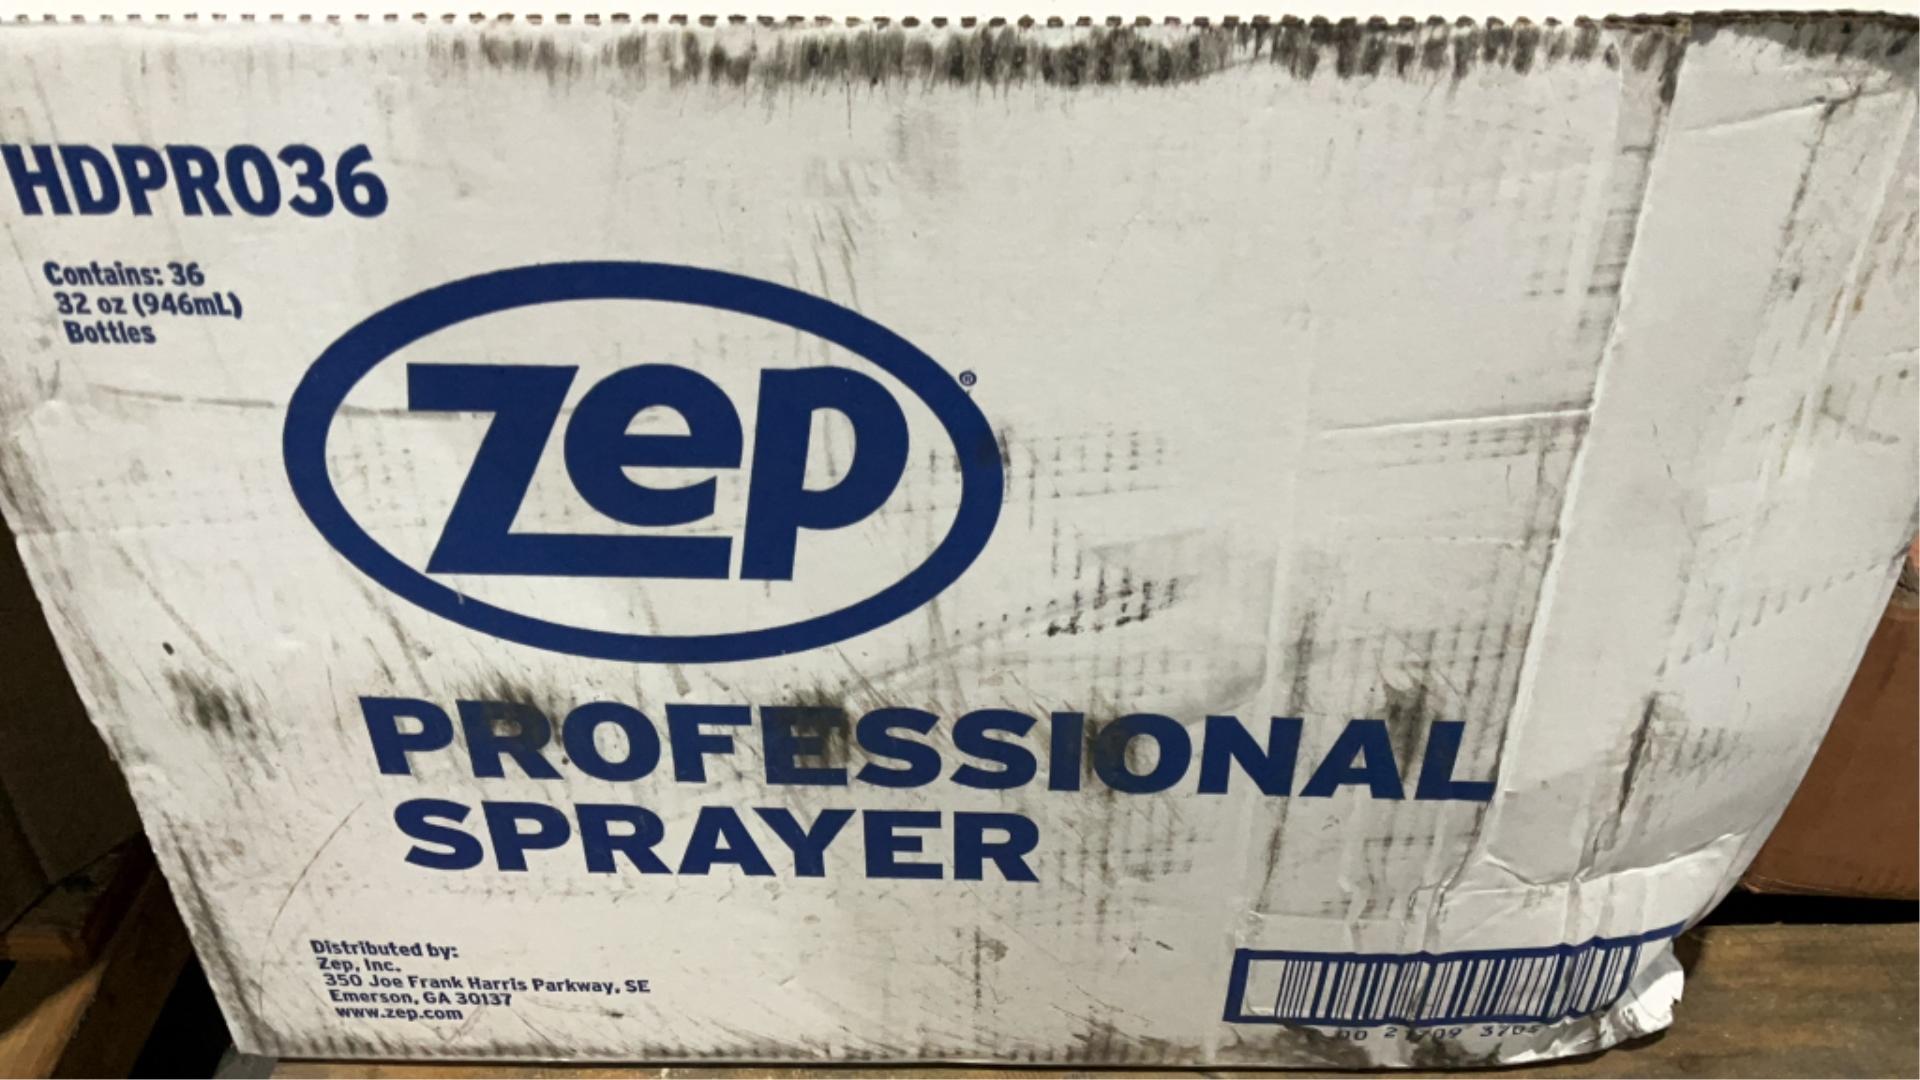 HDPRO36
Contains: 36
32 oz (946mL)
Bottles
zep®
PROFESSIONAL
SPRAYER
Distributed by:
Zep, Inc.
350 Joe Frank Harris Parkway, SE
Emerson, GA 30137
www.zep.com